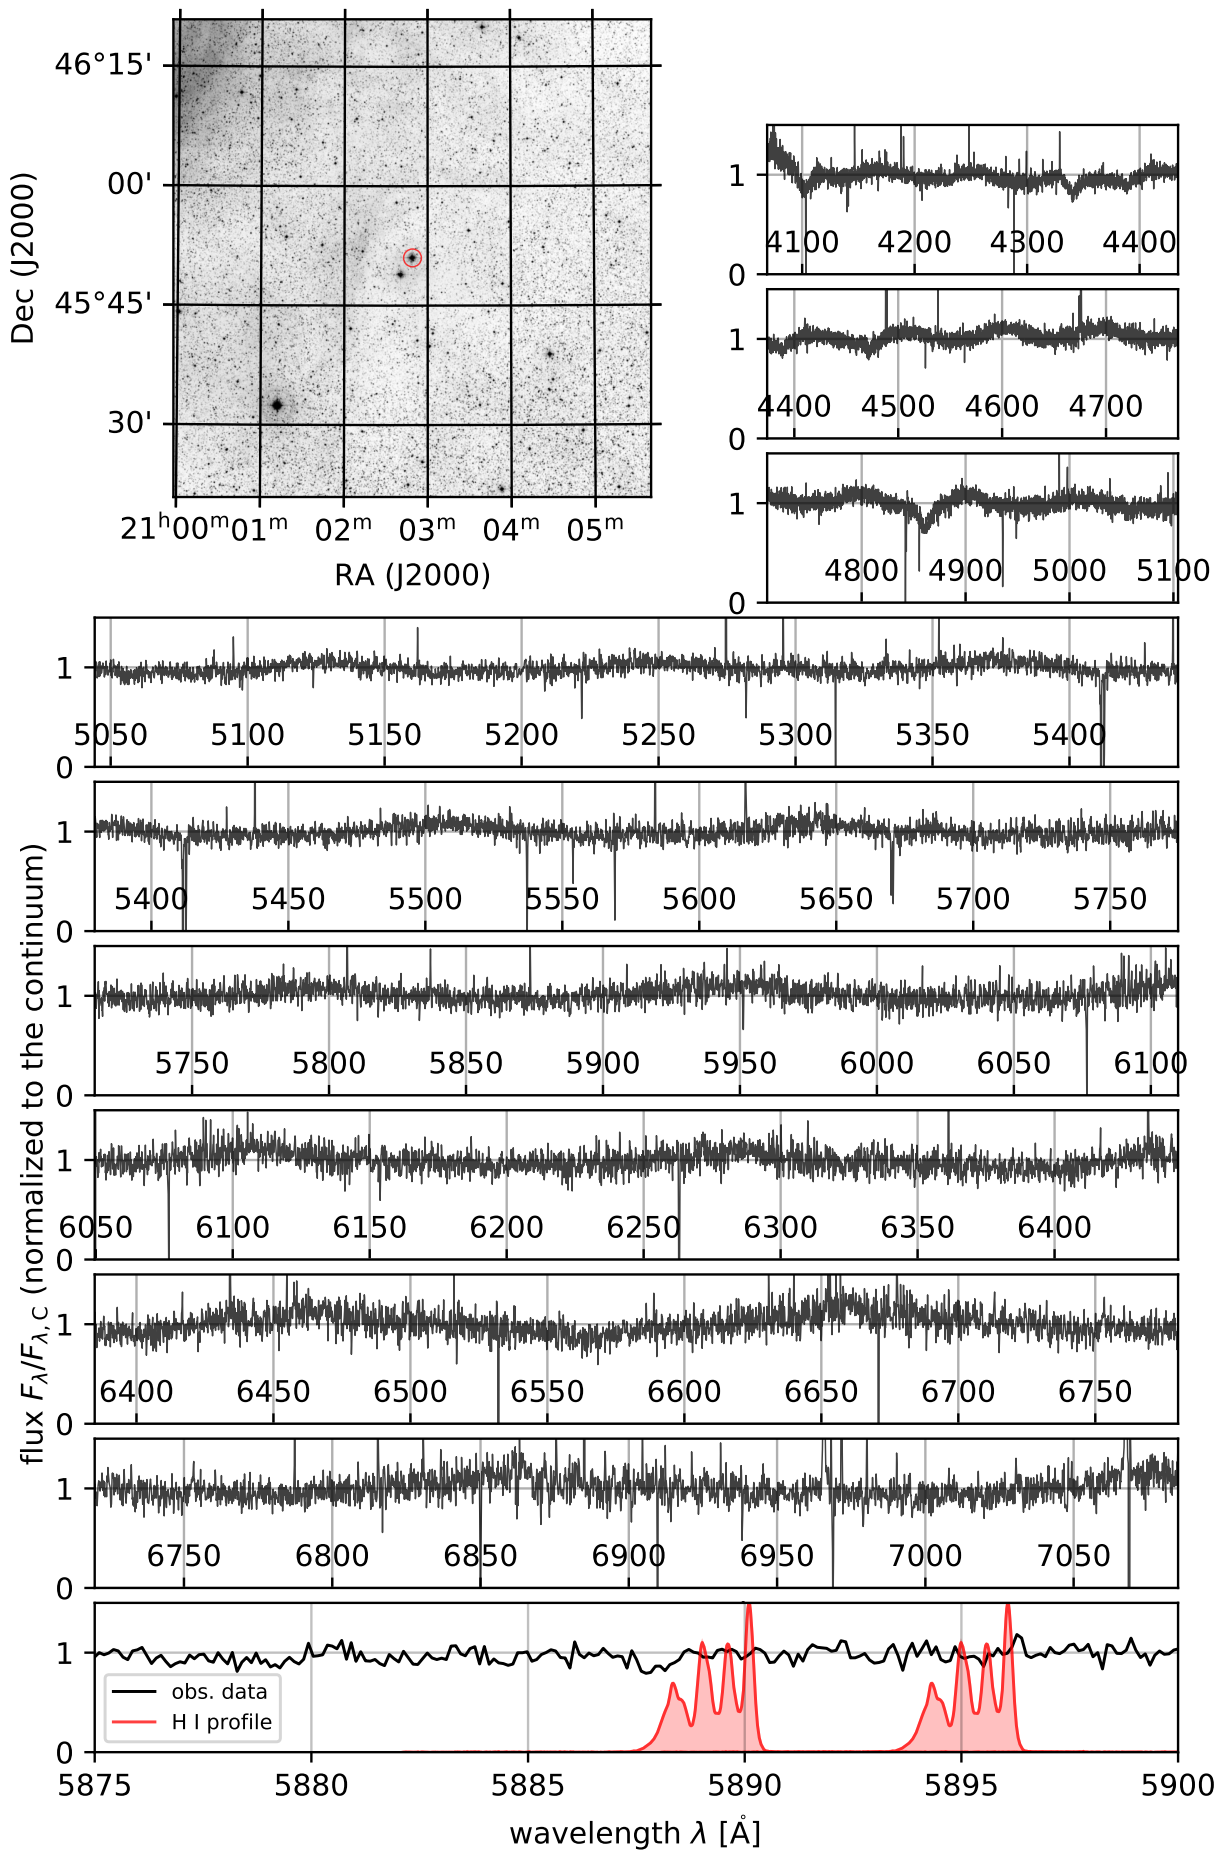 46°15'
00'
45°45'
30'
Dec (J2000)
21ʰ00ᵐ 01ᵐ 02ᵐ 03ᵐ 04ᵐ 05ᵐ
RA (J2000)
1
4100 4200 4300 4400
0
1
4400 4500 4600 4700
0
1
4800 4900 5000 5100
0
1
5050 5100 5150 5200 5250 5300 5350 5400
0
1
5400 5450 5500 5550 5600 5650 5700 5750
0
1
5750 5800 5850 5900 5950 6000 6050 6100
0
1
6050 6100 6150 6200 6250 6300 6350 6400
0
1
6400 6450 6500 6550 6600 6650 6700 6750
0
1
6750 6800 6850 6900 6950 7000 7050
0
flux Fλ/Fλ,C (normalized to the continuum)
1
obs. data
H I profile
0
5875 5880 5885 5890 5895 5900
wavelength λ [Å]